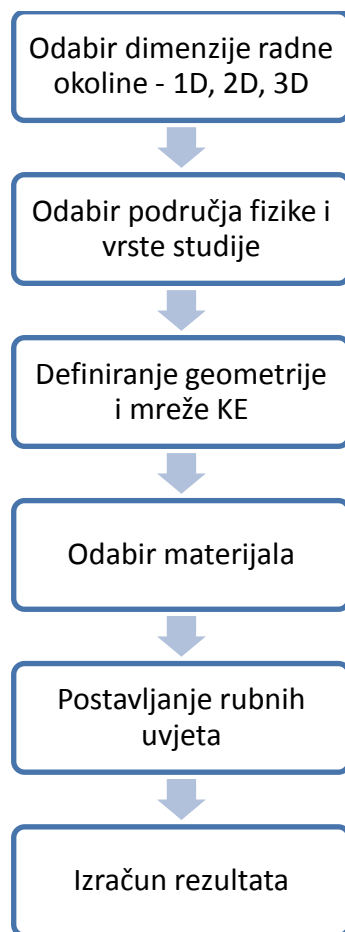 Odabir dimenzije radne
okoline - 1D, 2D, 3D
Odabir područja fizike i
vrste studije
Definiranje geometrije
i mreže KE
Odabir materijala
Postavljanje rubnih
uvjeta
Izračun rezultata